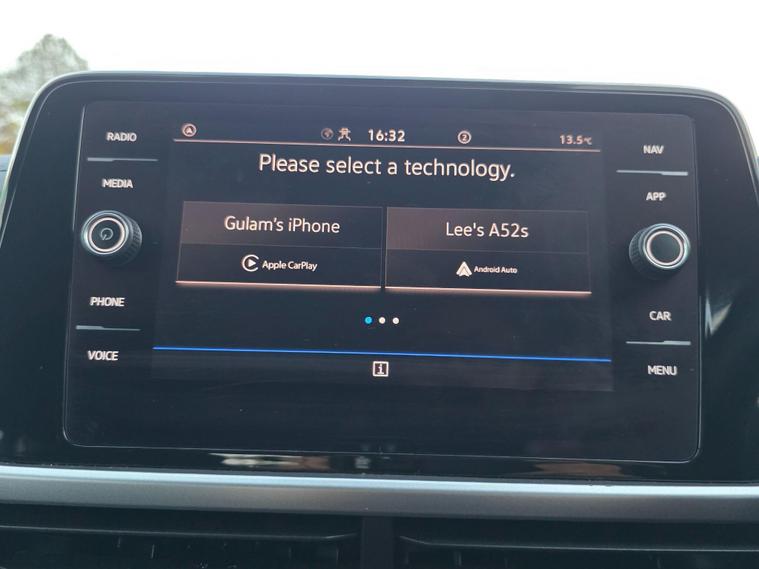 RADIO
MEDIA
PHONE
VOICE
A
16:32
2
13.5°C
Please select a technology.
Gulam's iPhone
Apple CarPlay
Lee's A52s
Android Auto
i
NAV
APP
CAR
MENU